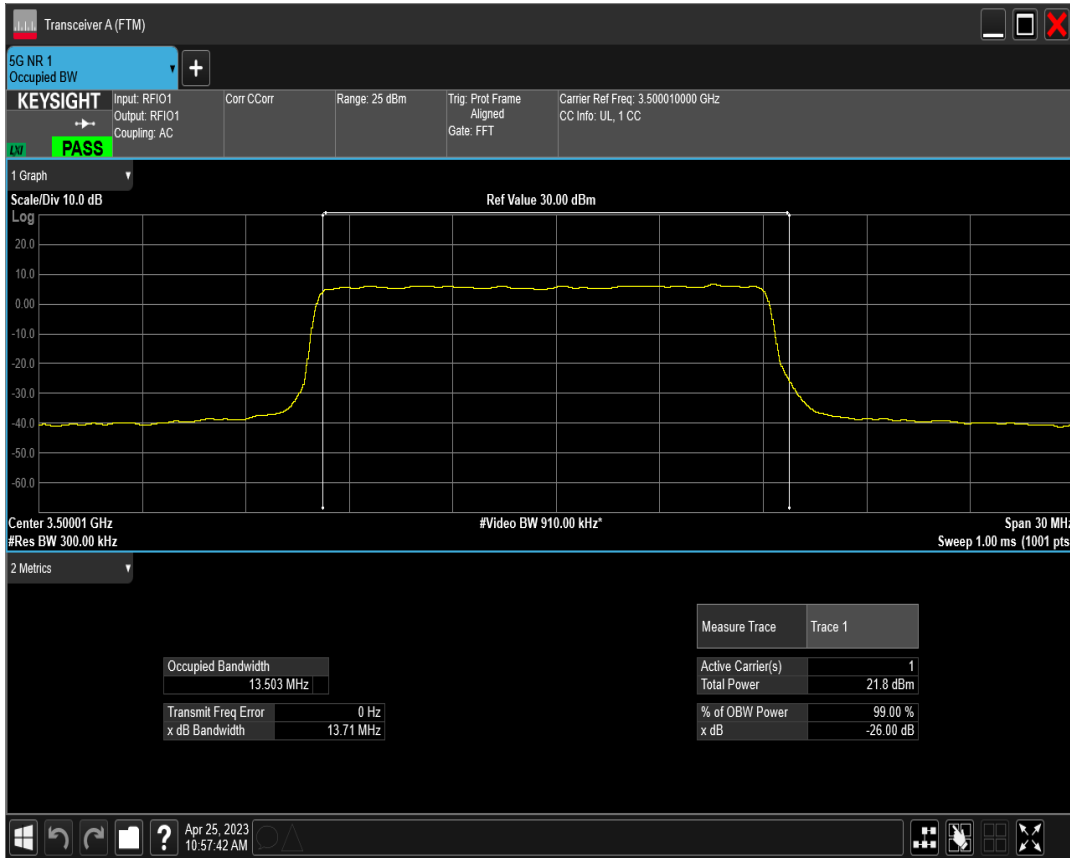 Transceiver A (FTM)
5G NR 1
Occupied BW
+
KEYSIGHT
LXI
PASS
Input: RFIO1
Output: RFIO1
Coupling: AC
Corr CCorr
Range: 25 dBm
Trig: Prot Frame
Aligned
Gate: FFT
Carrier Ref Freq: 3.500010000 GHz
CC Info: UL, 1 CC
1 Graph
Scale/Div 10.0 dB
Ref Value 30.00 dBm
Log
20.0
10.0
0.00
-10.0
-20.0
-30.0
-40.0
-50.0
-60.0
Center 3.50001 GHz
#Video BW 910.00 kHz*
Span 30 MHz
#Res BW 300.00 kHz
Sweep 1.00 ms (1001 pts
2 Metrics
Measure Trace Trace 1
Occupied Bandwidth
13.503 MHz
Active Carrier(s) 1
Total Power 21.8 dBm
Transmit Freq Error 0 Hz
x dB Bandwidth 13.71 MHz
% of OBW Power 99.00 %
x dB -26.00 dB
?
Apr 25, 2023
10:57:42 AM